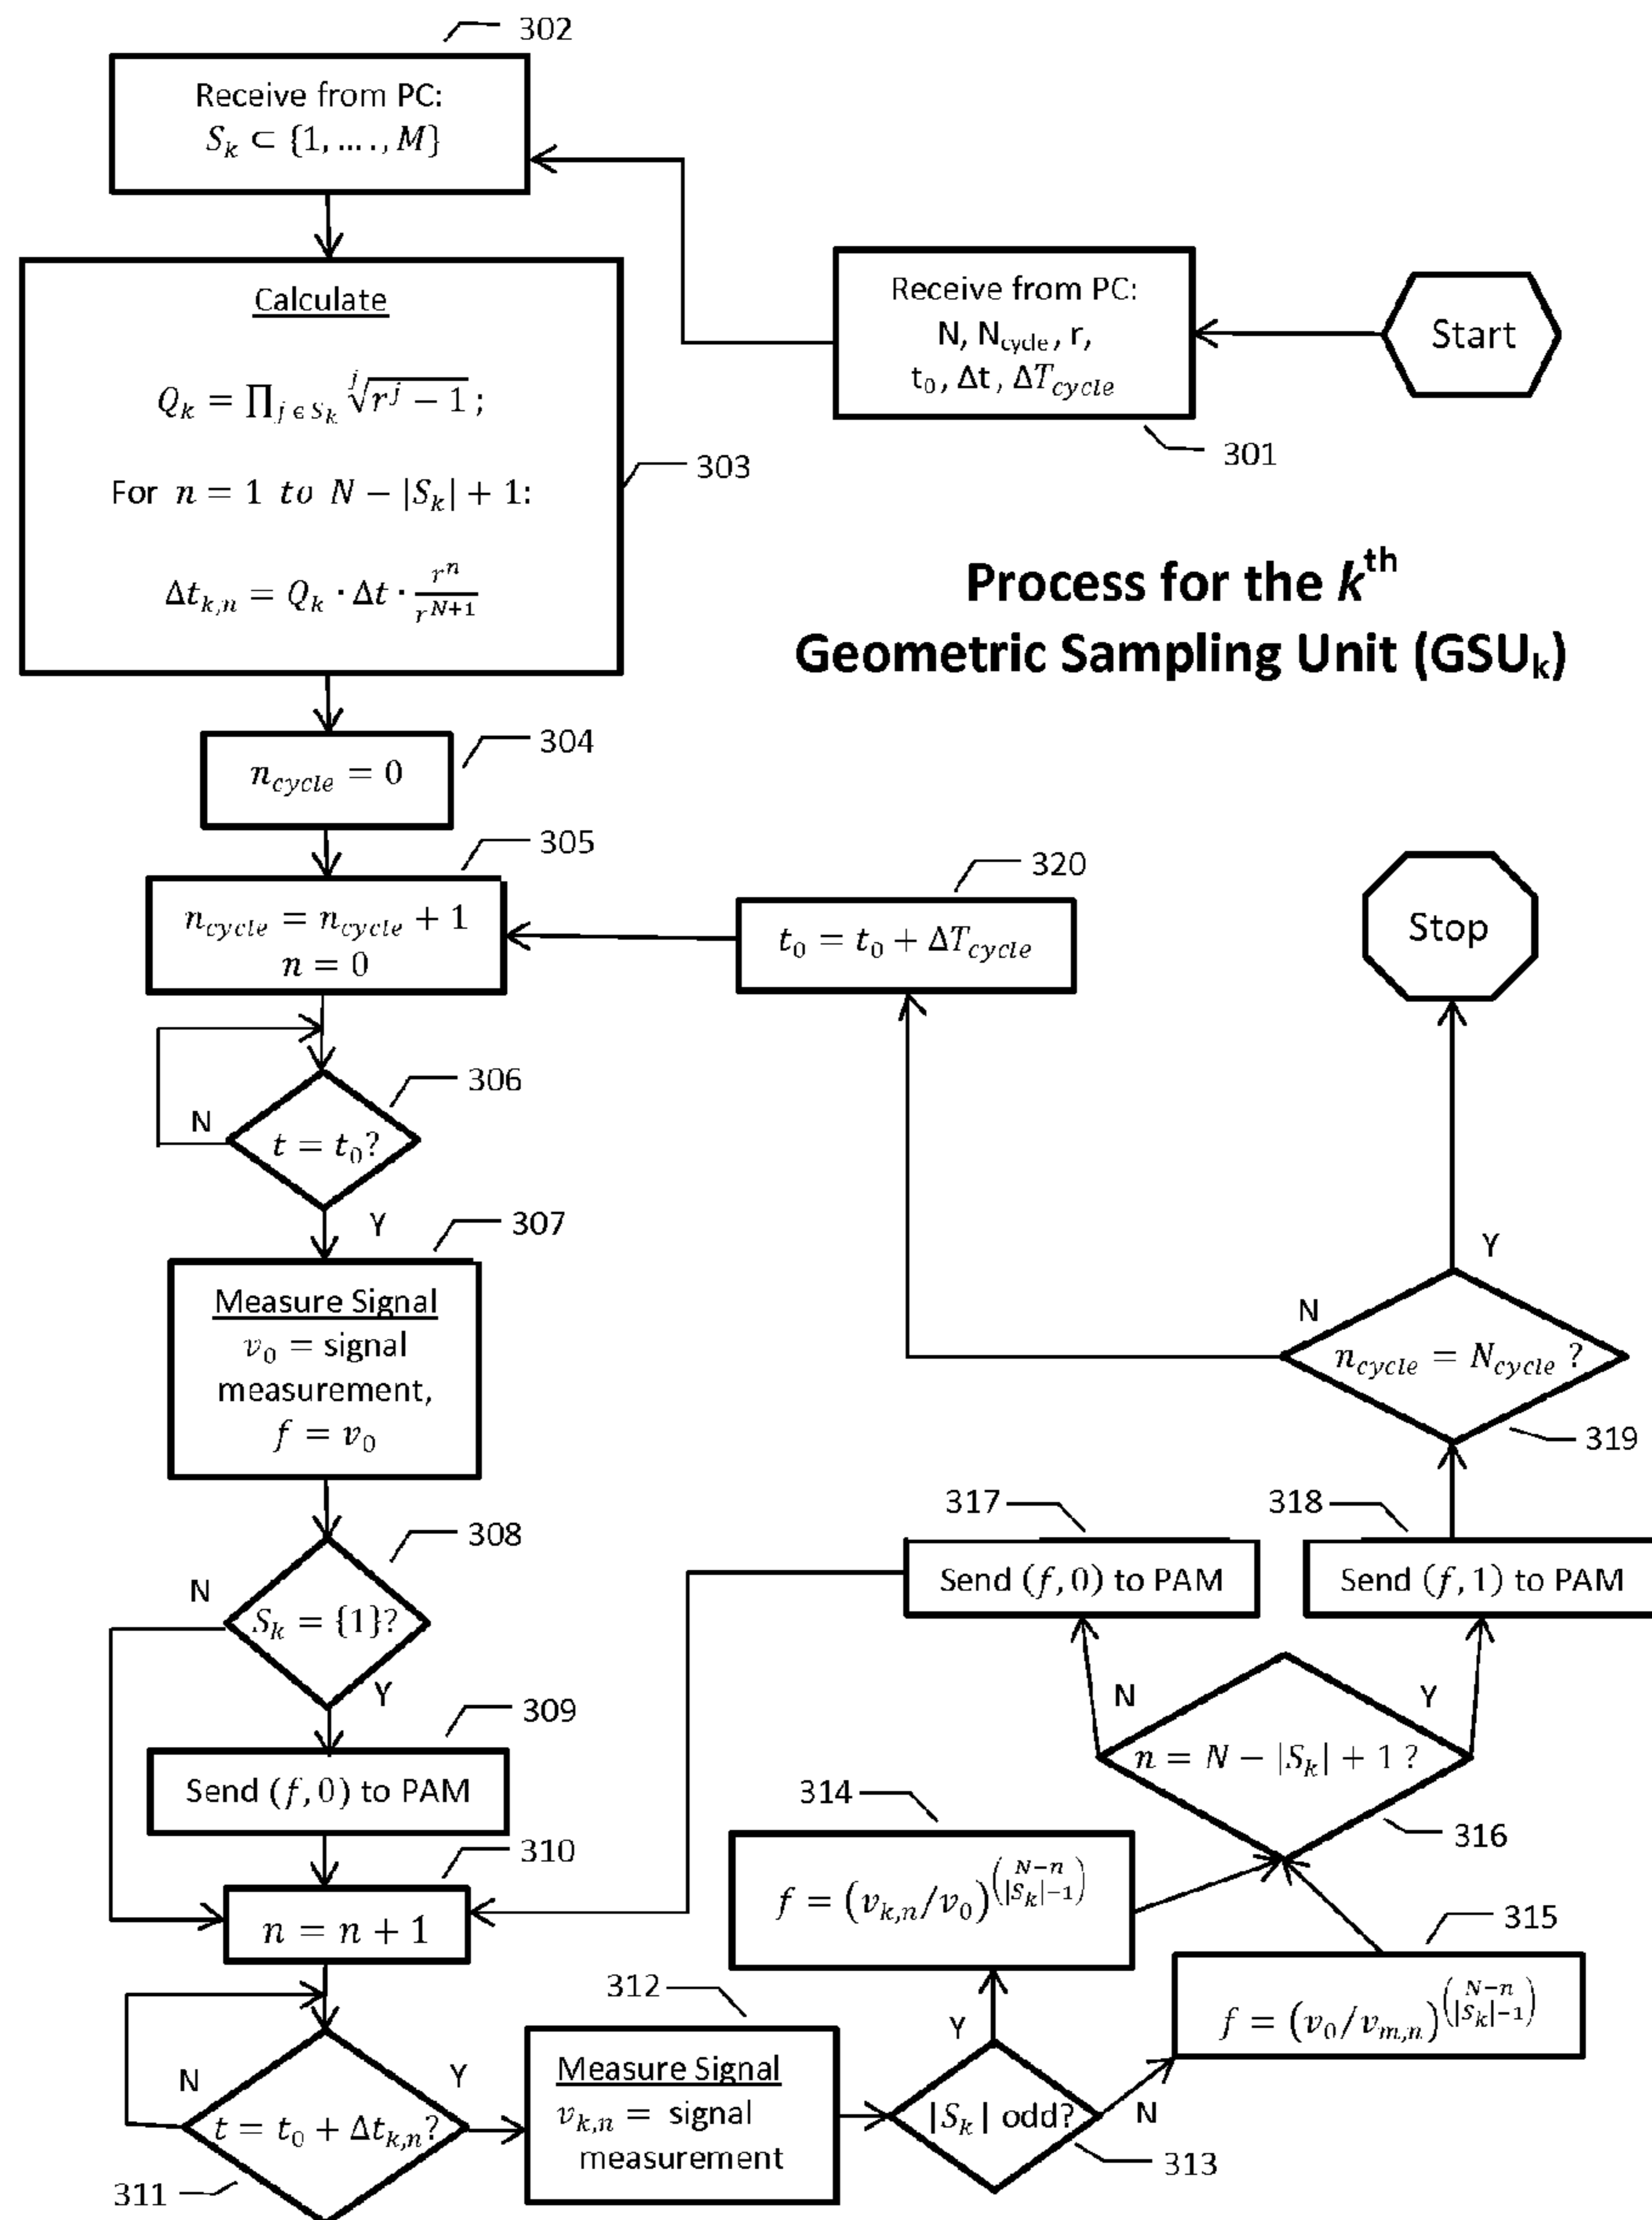 302
Receive from PC:
S_k ⊂ {1, …., M}
Start
Receive from PC:
N, N_cycle, r,
t_0, Δt, ΔT_cycle
301
Calculate
Q_k = ∏_{j ϵ S_k} ʲ√(r^j − 1) ;
For n = 1 to N − |S_k| + 1:
Δt_{k,n} = Q_k · Δt · r^n / r^{N+1}
303
Process for the k^th
Geometric Sampling Unit (GSU_k)
n_cycle = 0
304
305
n_cycle = n_cycle + 1
n = 0
320
t_0 = t_0 + ΔT_cycle
Stop
306
N
t = t_0?
Y
307
Measure Signal
v_0 = signal
measurement,
f = v_0
Y
N
n_cycle = N_cycle ?
319
308
N
S_k = {1}?
Y
317
Send (f, 0) to PAM
318
Send (f, 1) to PAM
309
Send (f, 0) to PAM
N
Y
n = N − |S_k| + 1 ?
316
310
n = n + 1
314
f = (v_{k,n}/v_0)^(N−n |S_k|−1)
315
f = (v_0/v_{m,n})^(N−n |S_k|−1)
N
Y
t = t_0 + Δt_{k,n}?
311
312
Measure Signal
v_{k,n} = signal
measurement
Y
|S_k| odd?
N
313